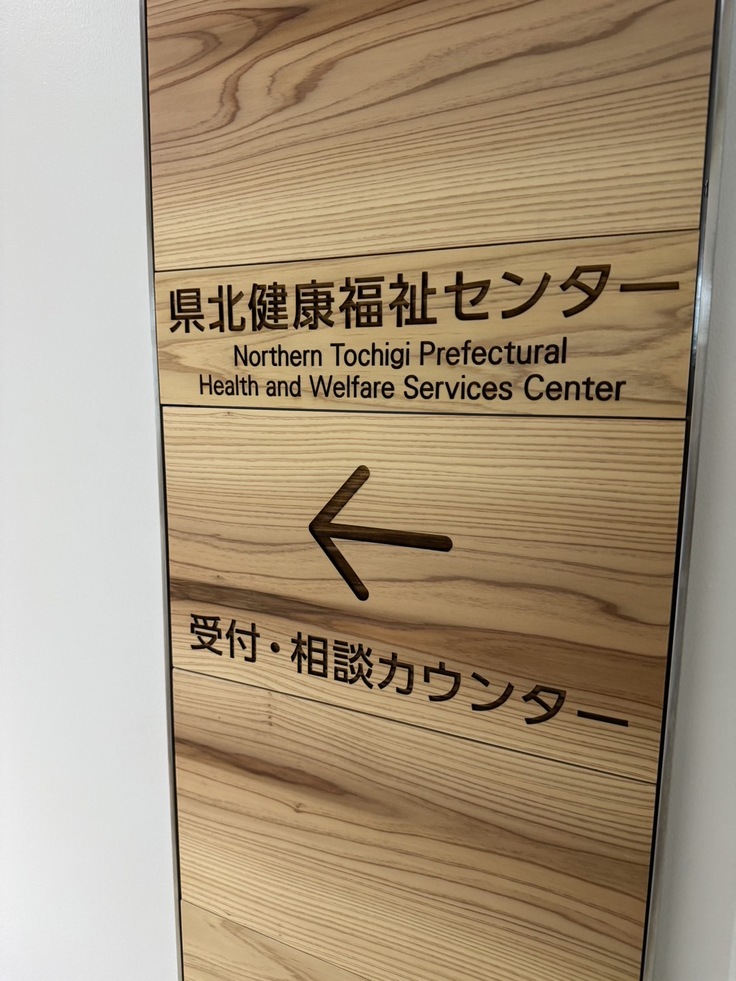 県北健康福祉センター
Northern Tochigi Prefectural
Health and Welfare Services Center
受付・相談カウンター